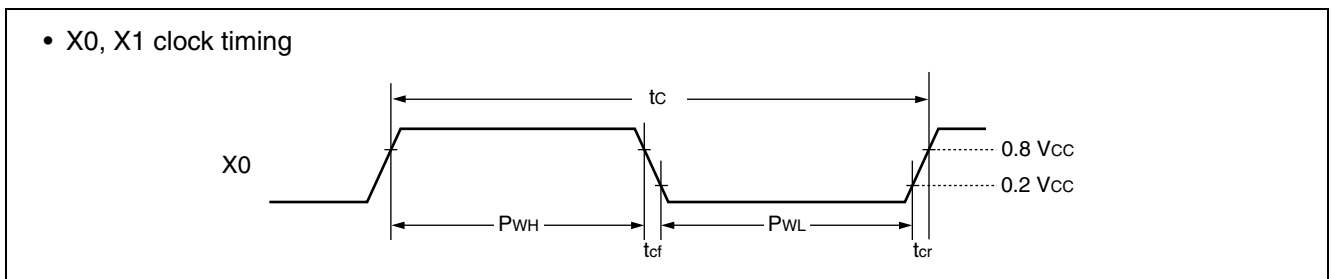 • X0, X1 clock timing
tC
X0
0.8 VCC
0.2 VCC
PWH
PWL
tcf
tcr